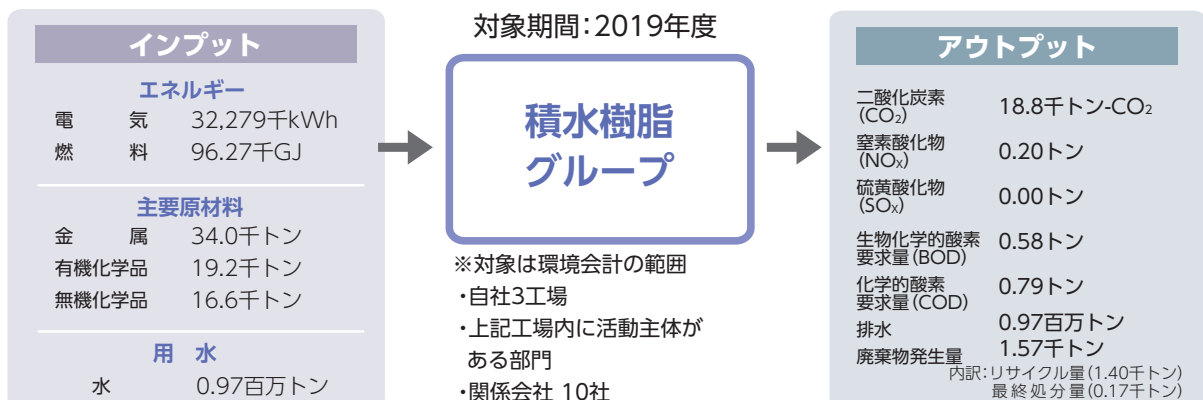 インプット
エネルギー
電 気 32,279千kWh
燃 料 96.27千GJ
主要原材料
金 属 34.0千トン
有機化学品 19.2千トン
無機化学品 16.6千トン
用 水
水 0.97百万トン
対象期間：2019年度
積水樹脂
グループ
※対象は環境会計の範囲
・自社3工場
・上記工場内に活動主体が
ある部門
・関係会社 10社
アウトプット
二酸化炭素
(CO₂) 18.8千トン-CO₂
窒素酸化物
(NOx) 0.20トン
硫黄酸化物
(SOx) 0.00トン
生物化学的酸素
要求量(BOD) 0.58トン
化学的酸素
要求量(COD) 0.79トン
排水 0.97百万トン
廃棄物発生量 1.57千トン
内訳：リサイクル量(1.40千トン)
最終処分量(0.17千トン)